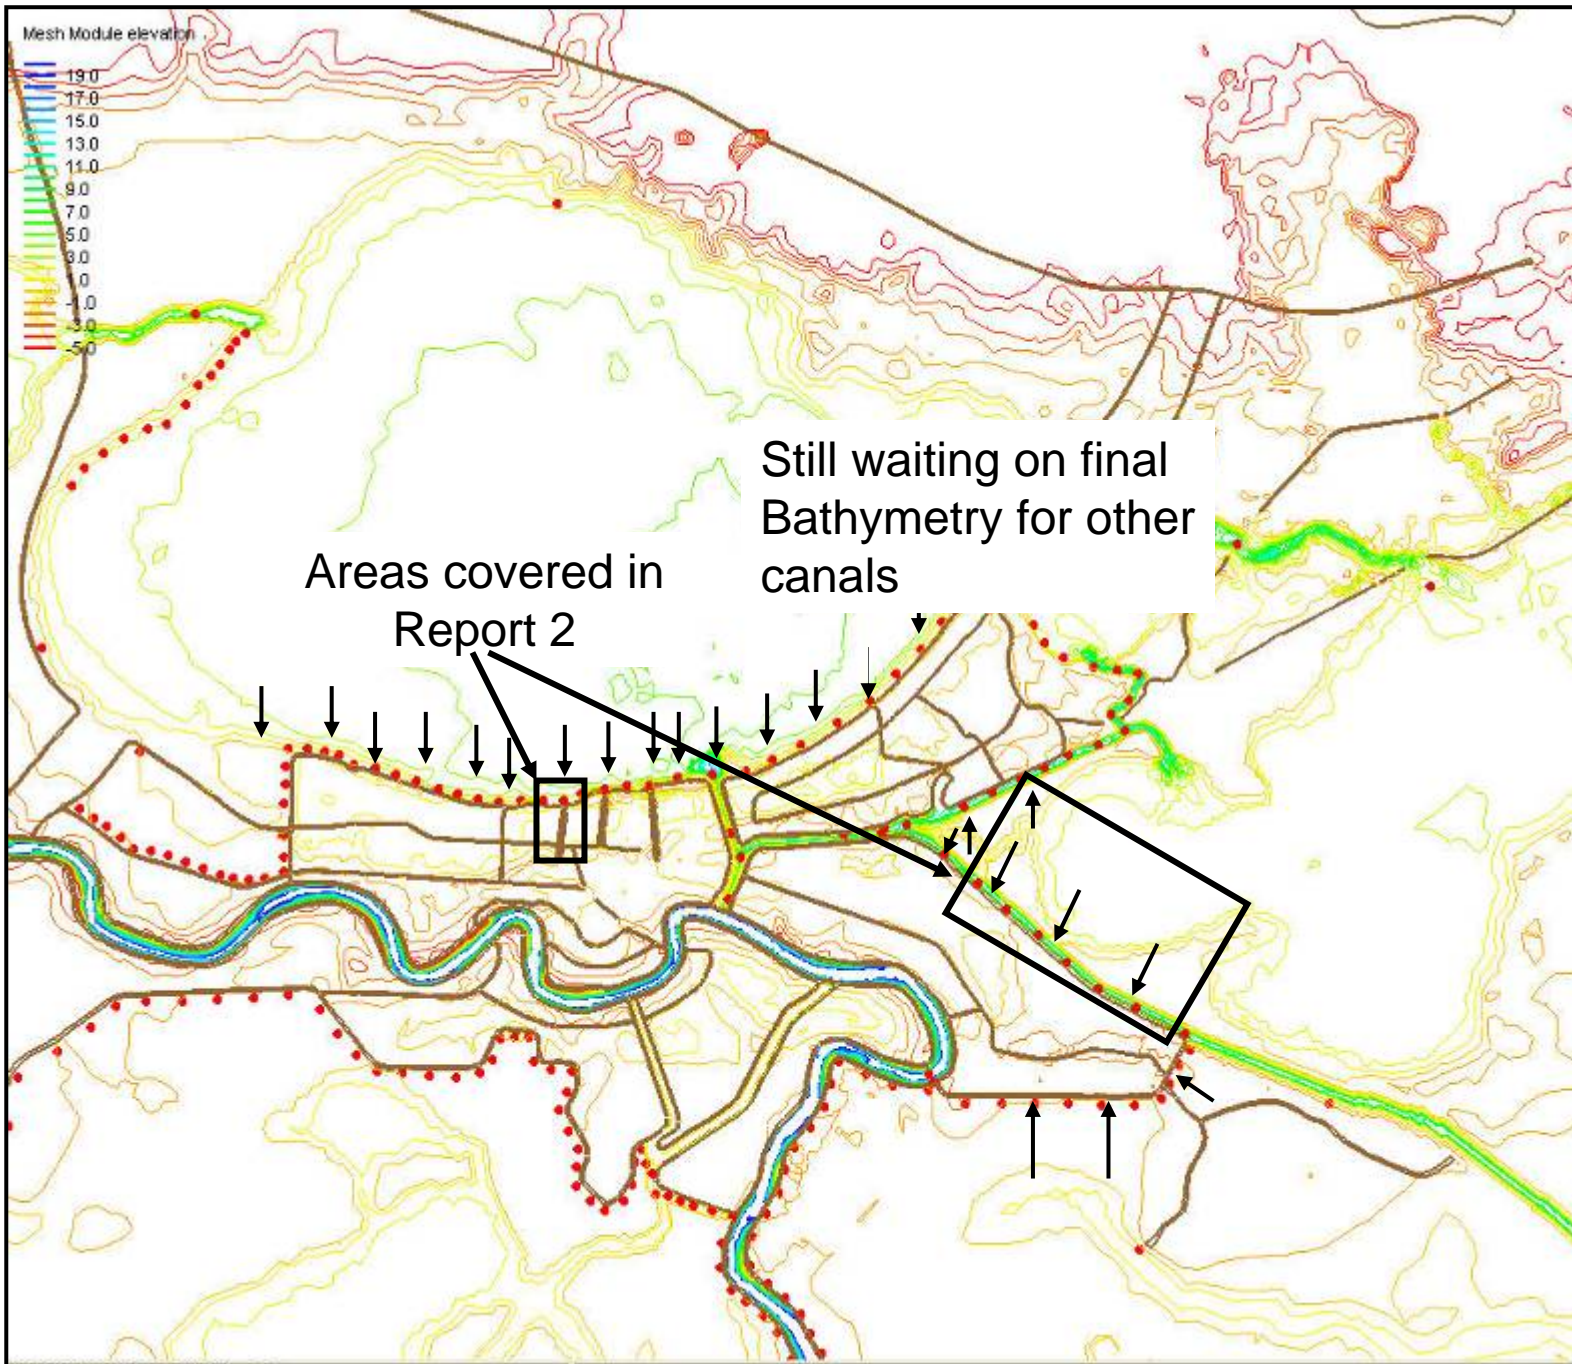 Mesh Module elevation
19.0
17.0
15.0
13.0
11.0
9.0
7.0
5.0
3.0
1.0
-1.0
-3.0
-5.0
Still waiting on final
Bathymetry for other
canals
Areas covered in
Report 2